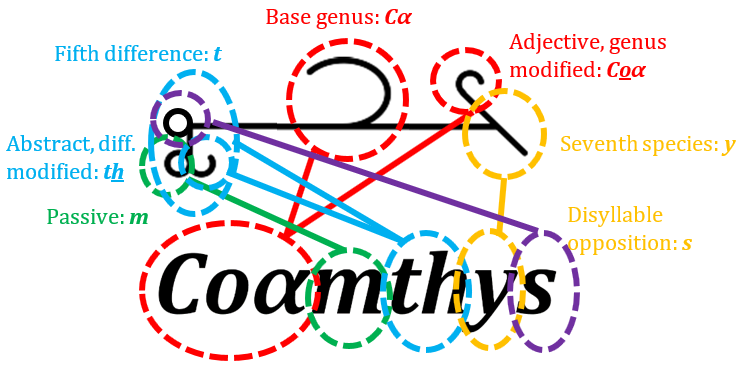 Base genus: Cα
Fifth difference: t
Adjective, genus
modified: Coα
Abstract, diff.
modified: th
Seventh species: y
Passive: m
Disyllable
opposition: s
Coαmthys